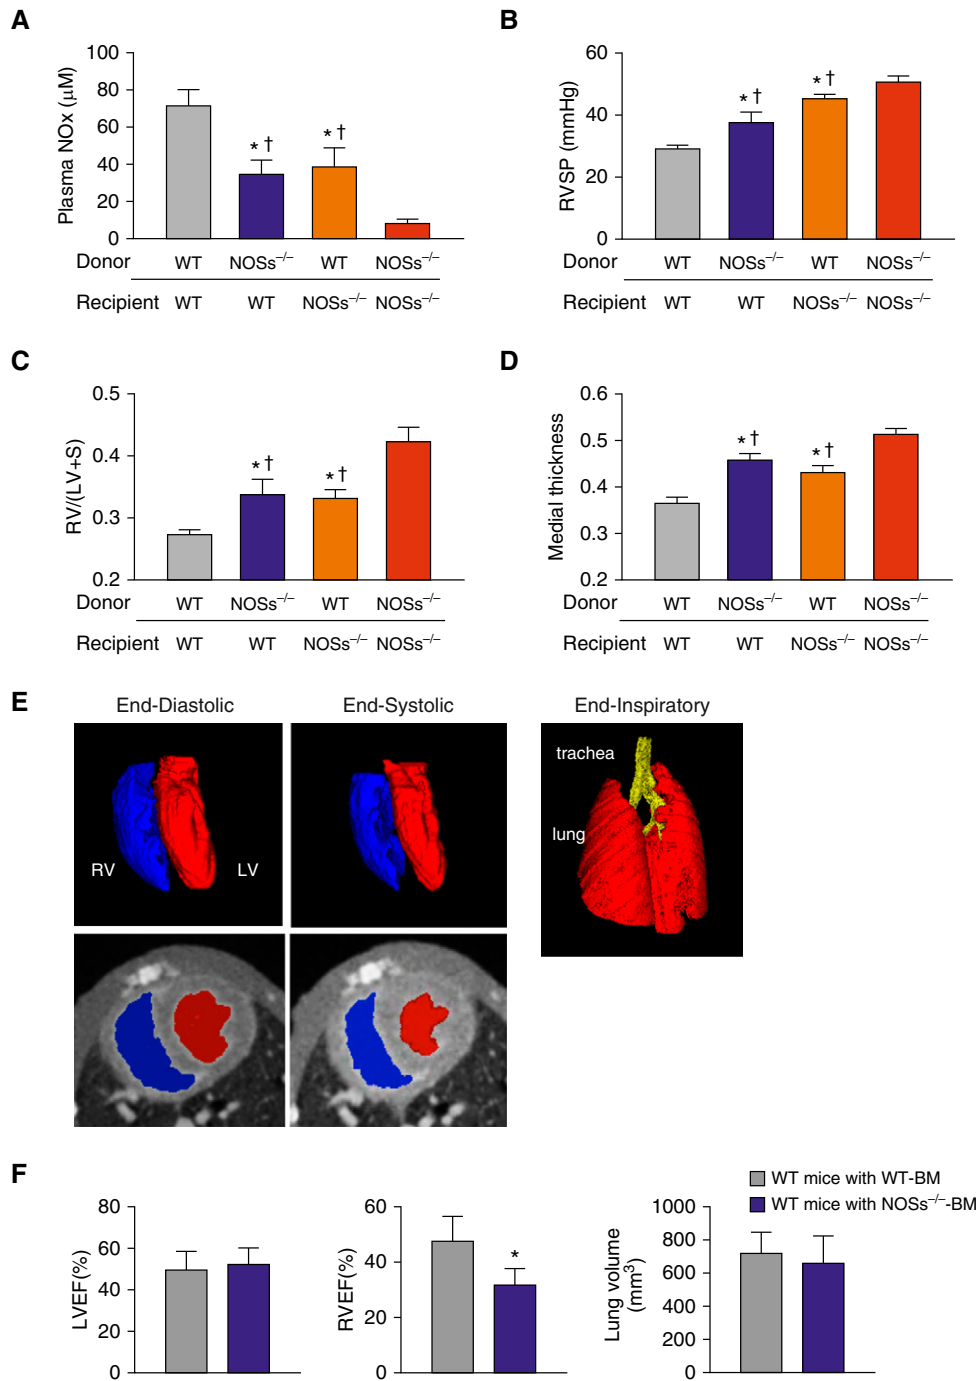 A
Plasma NOx (μM)
100
80
60
40
20
0
* †
* †
Donor WT NOSs−/− WT NOSs−/−
Recipient WT WT NOSs−/− NOSs−/−
B
RVSP (mmHg)
60
40
20
0
* †
* †
Donor WT NOSs−/− WT NOSs−/−
Recipient WT WT NOSs−/− NOSs−/−
C
RV/(LV+S)
0.5
0.4
0.3
0.2
* †
* †
Donor WT NOSs−/− WT NOSs−/−
Recipient WT WT NOSs−/− NOSs−/−
D
Medial thickness
0.6
0.5
0.4
0.3
0.2
* †
* †
Donor WT NOSs−/− WT NOSs−/−
Recipient WT WT NOSs−/− NOSs−/−
E
End-Diastolic
End-Systolic
End-Inspiratory
RV
LV
trachea
lung
F
WT mice with WT-BM
WT mice with NOSs−/−-BM
LVEF(%)
80
60
40
20
0
RVEF(%)
60
40
20
0
*
Lung volume
(mm³)
1000
800
600
400
200
0